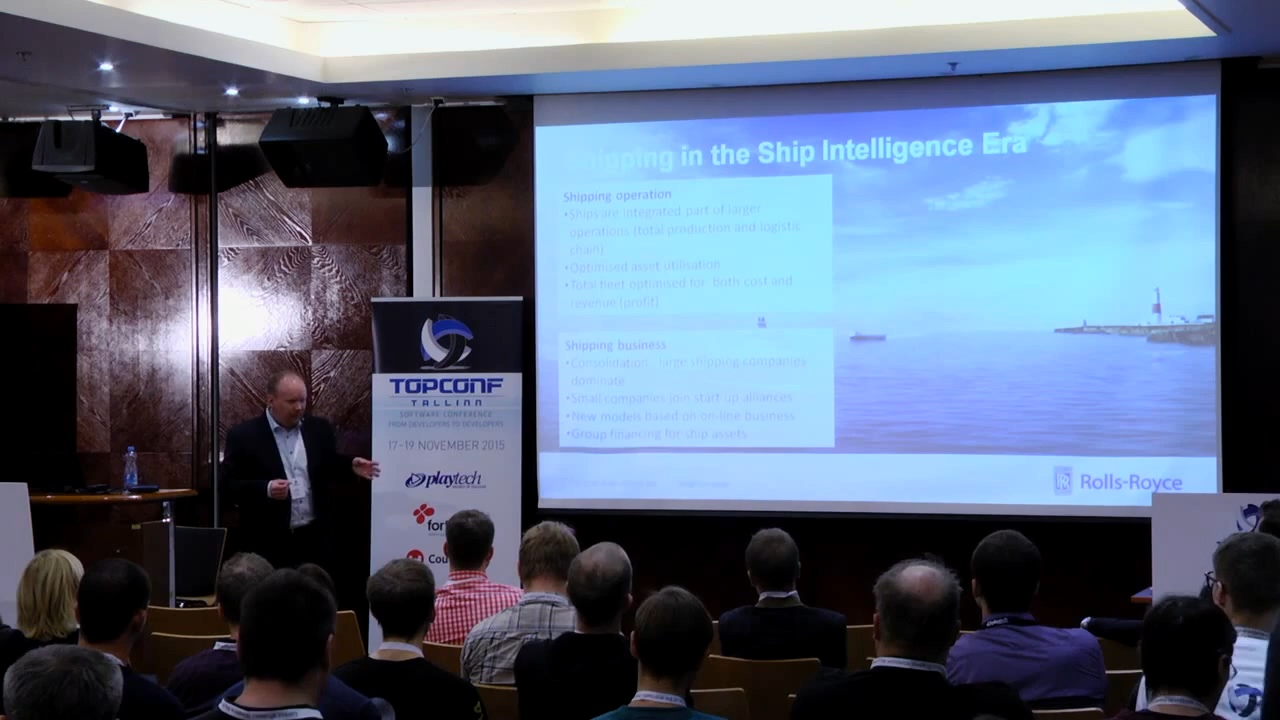 Shipping in the Ship Intelligence Era
Shipping operation
•Ships are integrated part of larger
operations (total production and logistic
chain)
•Optimised asset utilisation
•Total fleet optimised for both cost and
revenue (profit)
Shipping business
•Consolidation - large shipping companies
dominate
•Small companies join start up alliances
•New models based on on-line business
•Group financing for ship assets
Rolls-Royce
TOPCONF
TALLINN
SOFTWARE CONFERENCE
FROM DEVELOPERS TO DEVELOPERS
17-19 NOVEMBER 2015
playtech
for
Cou